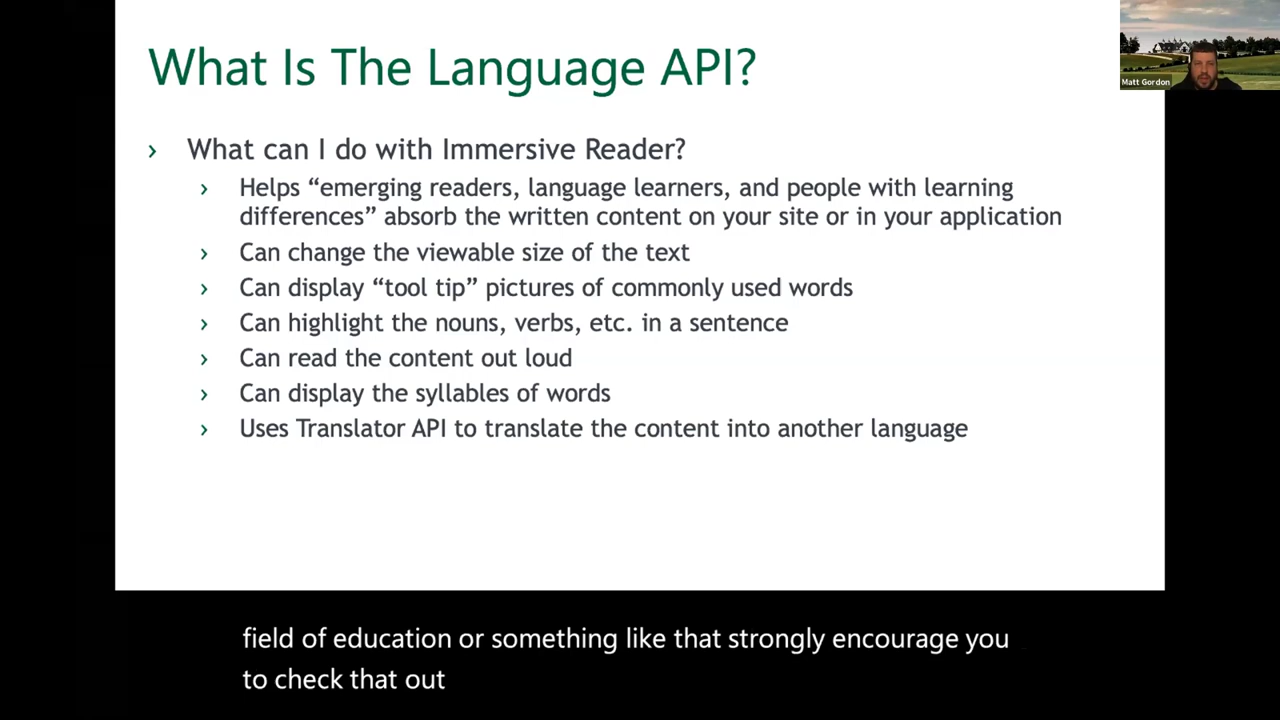 What Is The Language API?
Matt Gordon
› What can I do with Immersive Reader?
› Helps “emerging readers, language learners, and people with learning
differences” absorb the written content on your site or in your application
› Can change the viewable size of the text
› Can display “tool tip” pictures of commonly used words
› Can highlight the nouns, verbs, etc. in a sentence
› Can read the content out loud
› Can display the syllables of words
› Uses Translator API to translate the content into another language
field of education or something like that strongly encourage you
to check that out